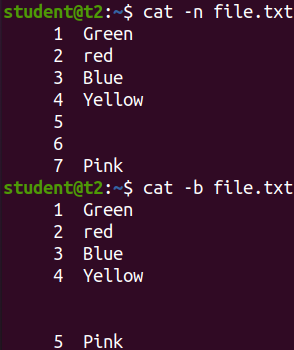 student@t2:~$ cat -n file.txt
1 Green
2 red
3 Blue
4 Yellow
5
6
7 Pink
student@t2:~$ cat -b file.txt
1 Green
2 red
3 Blue
4 Yellow
5 Pink